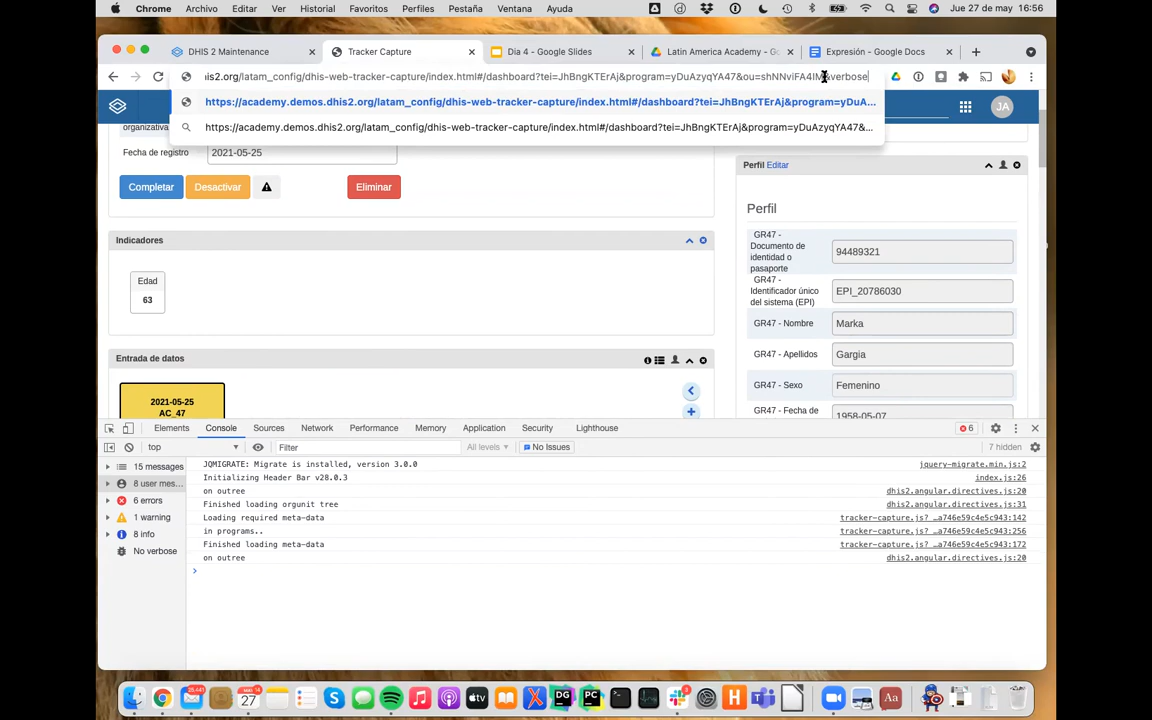 Chrome Archivo Editar Ver Historial Favoritos Perfiles Pestaña Ventana Ayuda Jue 27 de may 16:56
DHIS 2 Maintenance × Tracker Capture × Dia 4 - Google Slides × Latin America Academy - Go × Expresión - Google Docs × +
is2.org/latam_config/dhis-web-tracker-capture/index.html#/dashboard?tei=JhBngKTErAj&program=yDuAzyqYA47&ou=shNNviFA4IM&verbose
https://academy.demos.dhis2.org/latam_config/dhis-web-tracker-capture/index.html#/dashboard?tei=JhBngKTErAj&program=yDuA...
https://academy.demos.dhis2.org/latam_config/dhis-web-tracker-capture/index.html#/dashboard?tei=JhBngKTErAj&program=yDuAzyqYA47&...
JA
organizativa
Fecha de registro 2021-05-25
Completar Desactivar Eliminar
Indicadores
Edad
63
Entrada de datos
2021-05-25
AC_47
Perfil Editar
Perfil
GR47 -
Documento de
identidad o
pasaporte
94489321
GR47 -
Identificador único
del sistema (EPI)
EPI_20786030
GR47 - Nombre Marka
GR47 - Apellidos Gargia
GR47 - Sexo Femenino
GR47 - Fecha de 1958-05-07
Elements Console Sources Network Performance Memory Application Security Lighthouse 6
top Filter All levels No Issues 7 hidden
15 messages
8 user mes...
6 errors
1 warning
8 info
No verbose
JQMIGRATE: Migrate is installed, version 3.0.0 jquery-migrate.min.js:2
Initializing Header Bar v28.0.3 index.js:26
on outree dhis2.angular.directives.js:20
Finished loading orgunit tree dhis2.angular.directives.js:31
Loading required meta-data tracker-capture.js?…a746e59c4e5c943:142
in programs.. tracker-capture.js?…a746e59c4e5c943:256
Finished loading meta-data tracker-capture.js?…a746e59c4e5c943:172
on outree dhis2.angular.directives.js:20